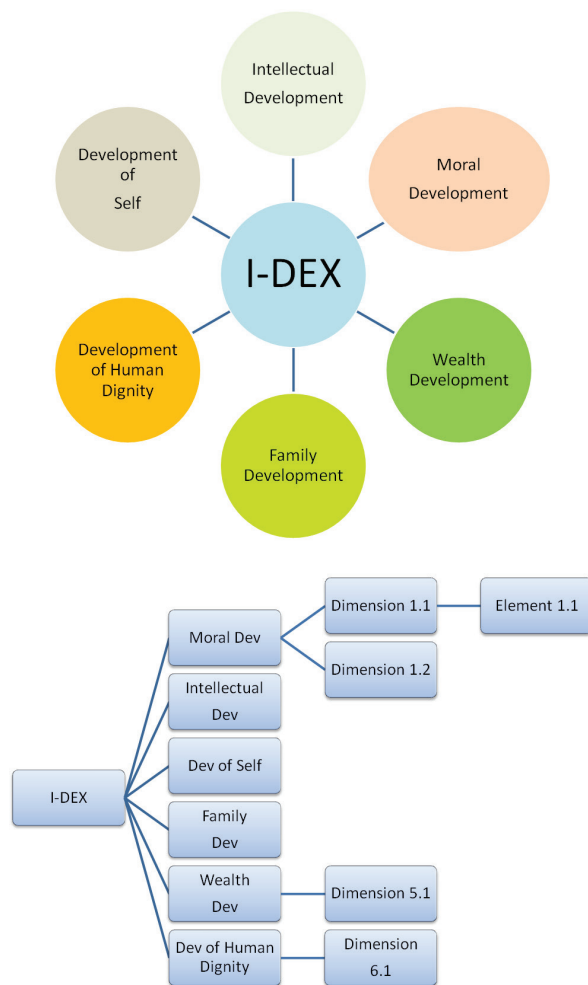 Intellectual
Development
Development
of
Self
Moral
Development
I-DEX
Development
of Human
Dignity
Wealth
Development
Family
Development
Dimension 1.1
Element 1.1
Moral Dev
Dimension 1.2
Intellectual
Dev
Dev of Self
I-DEX
Family
Dev
Wealth
Dev
Dimension 5.1
Dev of Human
Dignity
Dimension
6.1